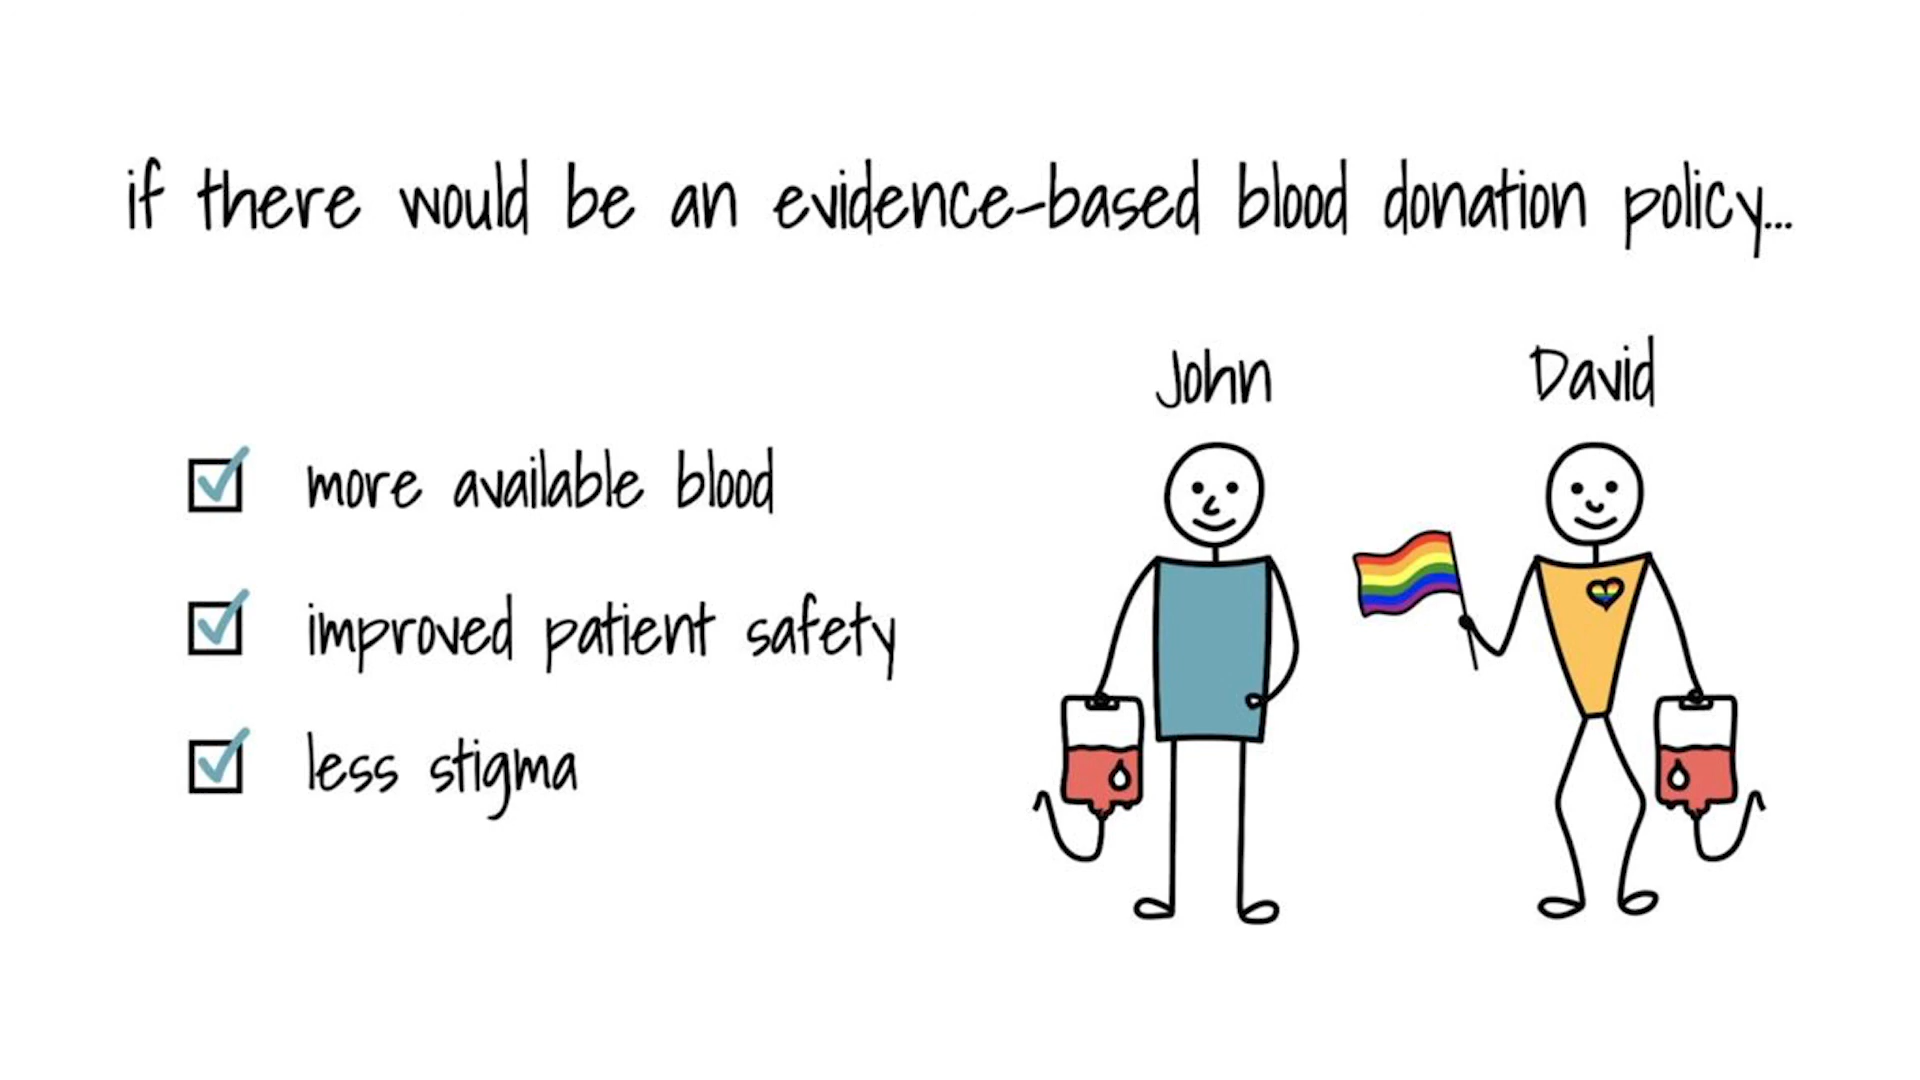 if there would be an evidence-based blood donation policy...
John
David
more available blood
improved patient safety
less stigma